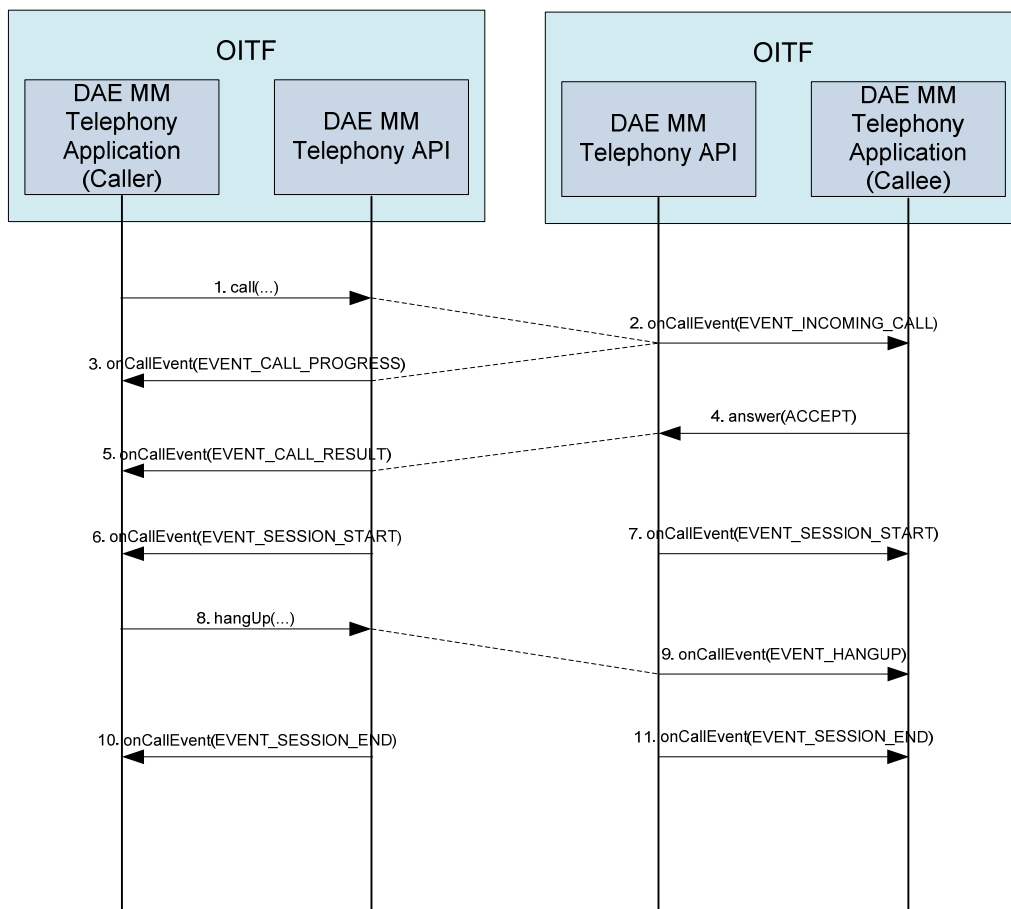 OITF
DAE MM
Telephony
Application
(Caller)
DAE MM
Telephony API
OITF
DAE MM
Telephony API
DAE MM
Telephony
Application
(Callee)
1. call(...)
2. onCallEvent(EVENT_INCOMING_CALL)
3. onCallEvent(EVENT_CALL_PROGRESS)
4. answer(ACCEPT)
5. onCallEvent(EVENT_CALL_RESULT)
6. onCallEvent(EVENT_SESSION_START)
7. onCallEvent(EVENT_SESSION_START)
8. hangUp(...)
9. onCallEvent(EVENT_HANGUP)
10. onCallEvent(EVENT_SESSION_END)
11. onCallEvent(EVENT_SESSION_END)